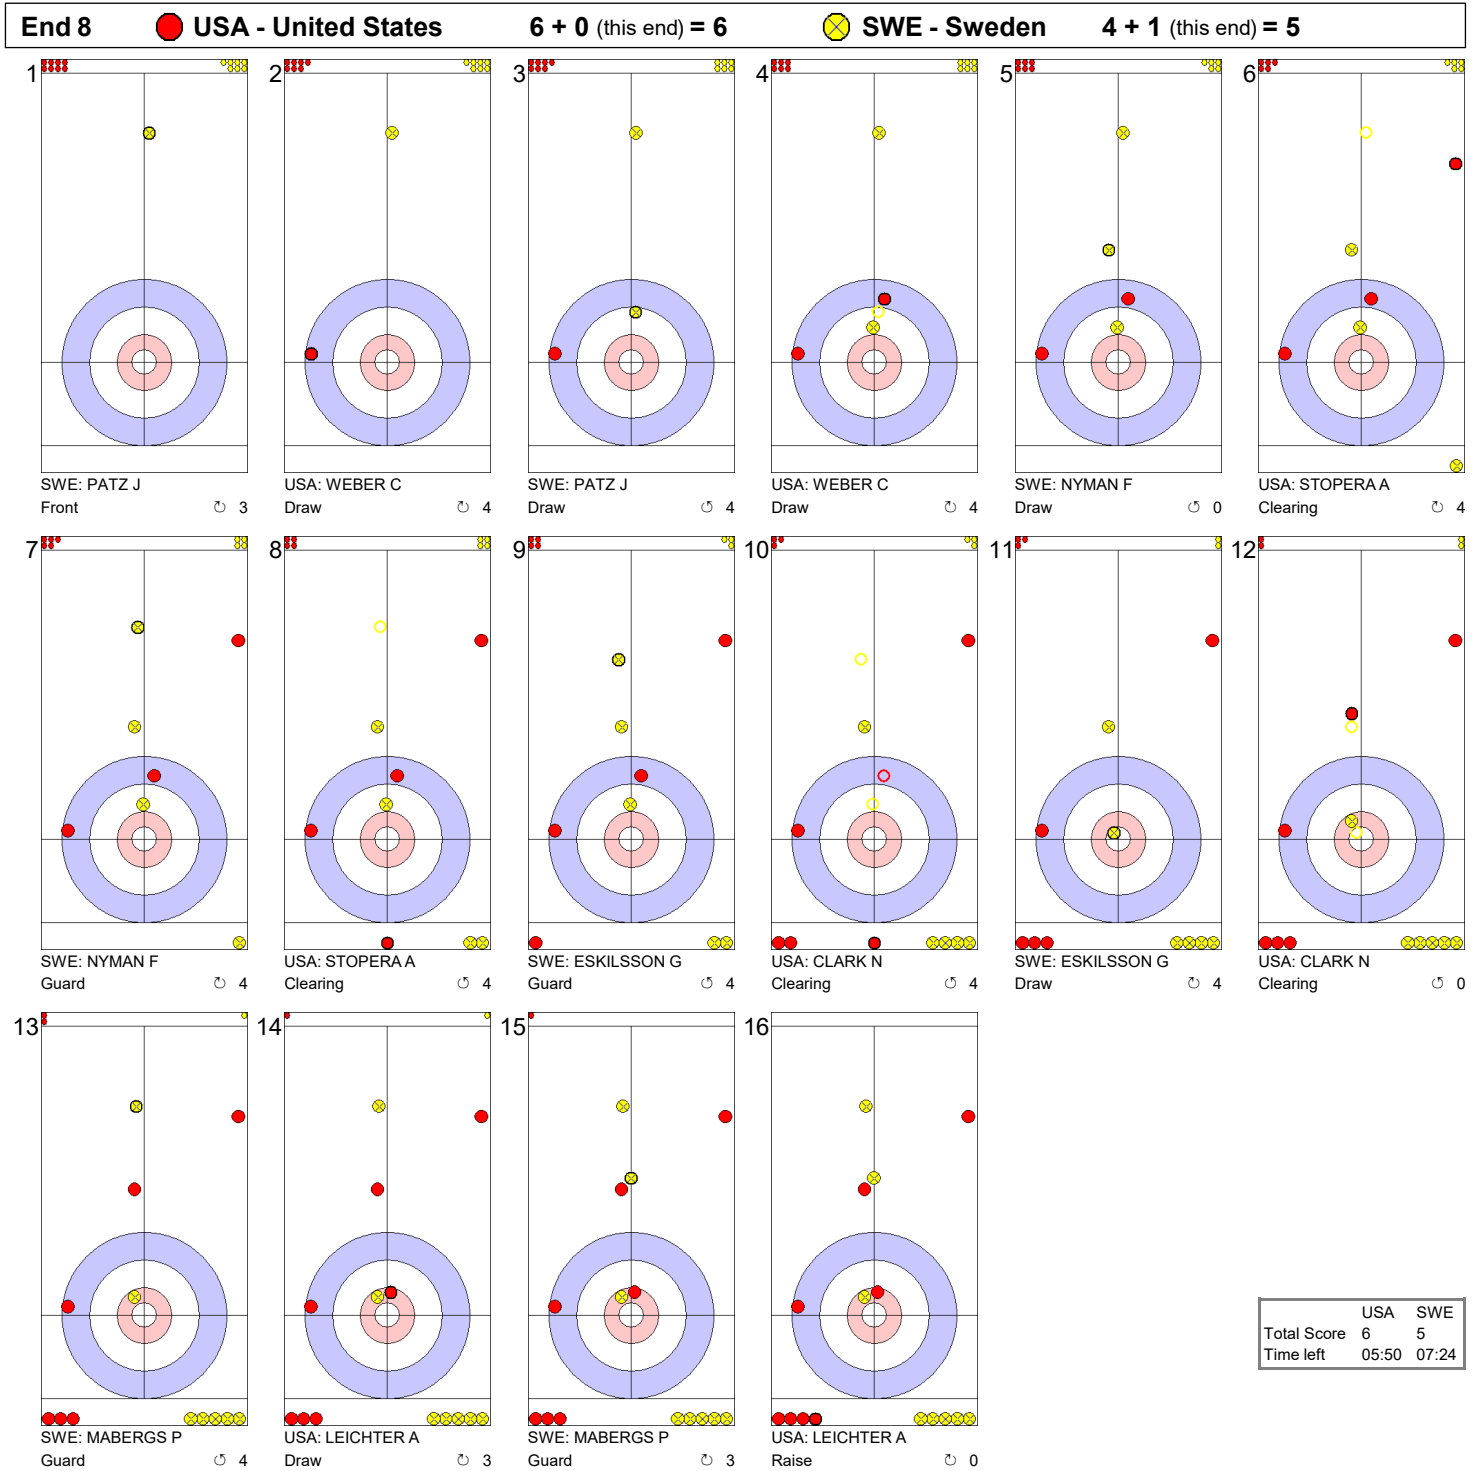 End 8 USA - United States 6 + 0 (this end) = 6 SWE - Sweden 4 + 1 (this end) = 5
1 2 3 4 5 6
SWE: PATZ J USA: WEBER C SWE: PATZ J USA: WEBER C SWE: NYMAN F USA: STOPERA A
Front ↻ 3 Draw ↻ 4 Draw ↺ 4 Draw ↻ 4 Draw ↺ 0 Clearing ↻ 4
7 8 9 10 11 12
SWE: NYMAN F USA: STOPERA A SWE: ESKILSSON G USA: CLARK N SWE: ESKILSSON G USA: CLARK N
Guard ↻ 4 Clearing ↻ 4 Guard ↺ 4 Clearing ↺ 4 Draw ↻ 4 Clearing ↺ 0
13 14 15 16
SWE: MABERGS P USA: LEICHTER A SWE: MABERGS P USA: LEICHTER A
Guard ↺ 4 Draw ↻ 3 Guard ↻ 3 Raise ↻ 0
USA SWE
Total Score 6 5
Time left 05:50 07:24